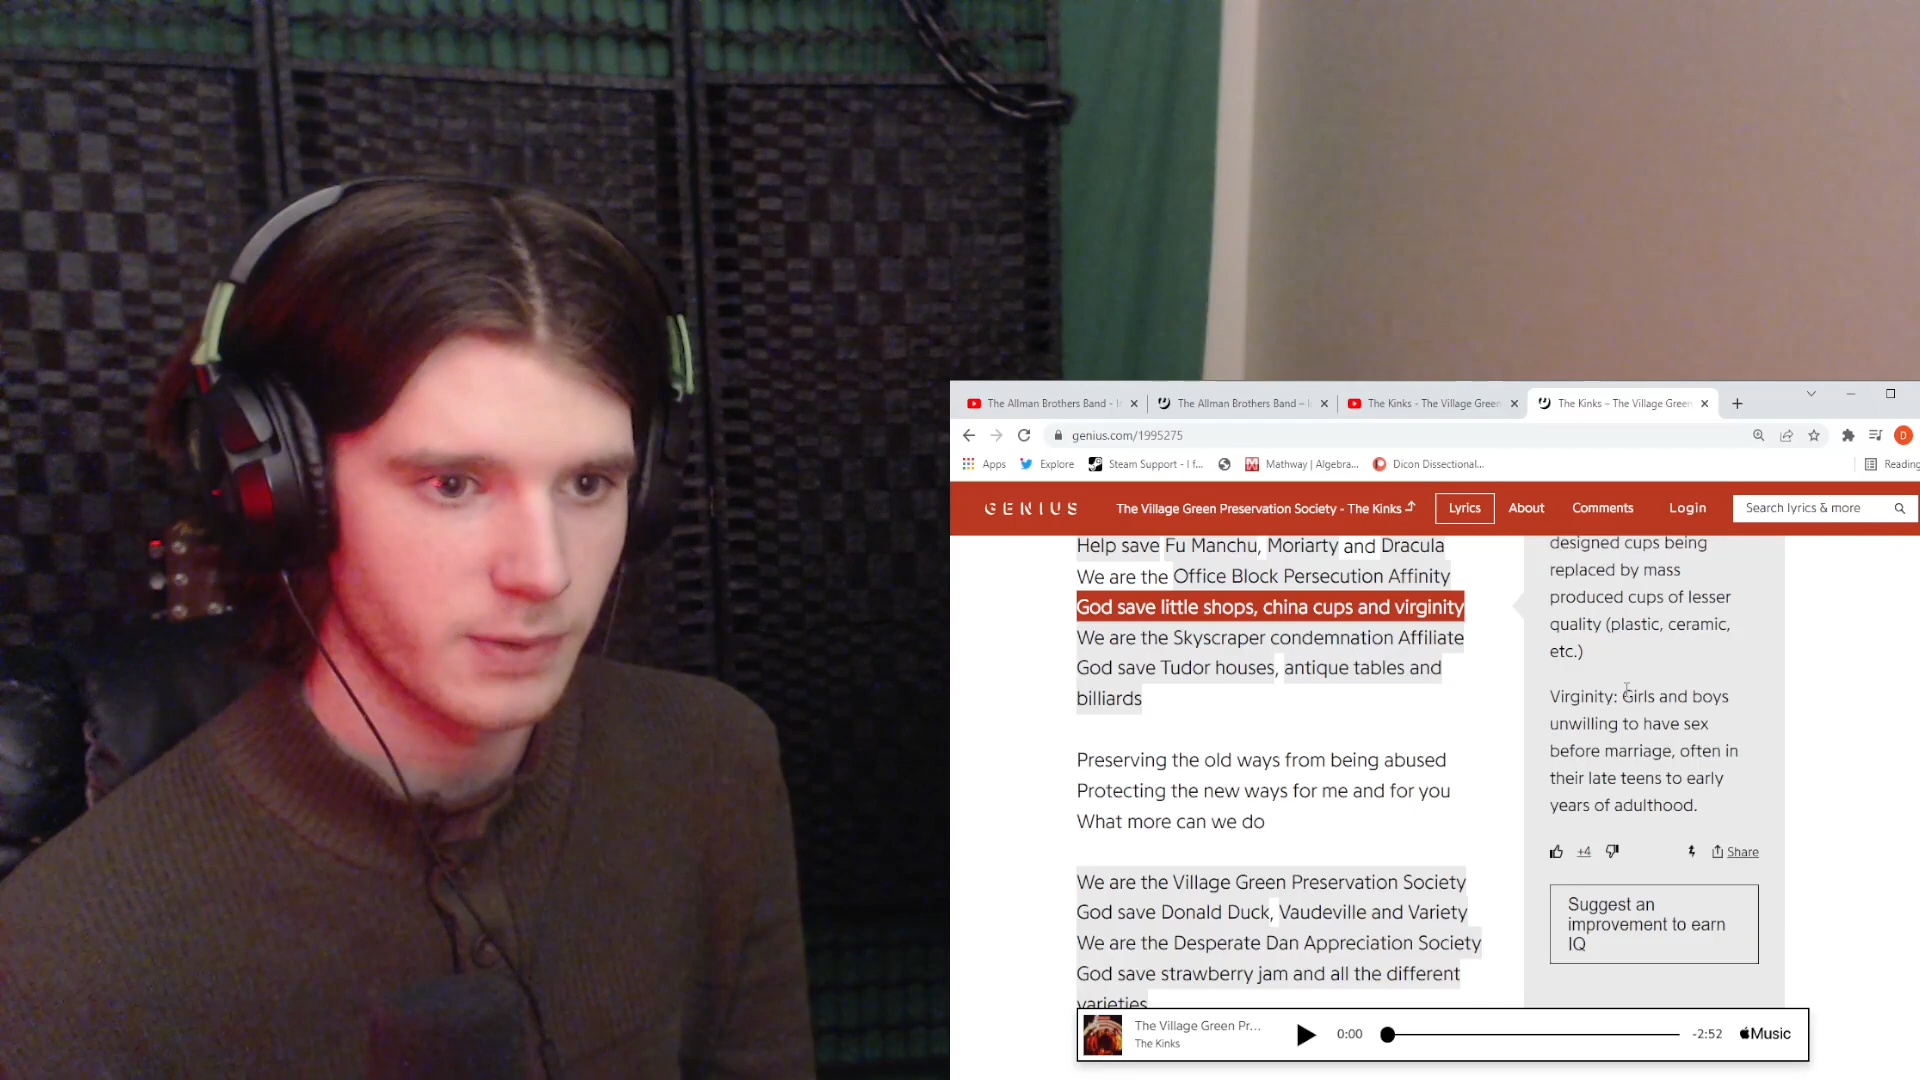 The Allman Brothers Band - I
The Allman Brothers Band – I
The Kinks - The Village Green
The Kinks – The Village Green
genius.com/1995275
D
Apps
Explore
Steam Support - I f...
Mathway | Algebra...
Dicon Dissectional...
Reading
GENIUS
The Village Green Preservation Society - The Kinks
Lyrics
About
Comments
Login
Search lyrics & more
Help save Fu Manchu, Moriarty and Dracula
We are the Office Block Persecution Affinity
God save little shops, china cups and virginity
We are the Skyscraper condemnation Affiliate
God save Tudor houses, antique tables and
billiards
Preserving the old ways from being abused
Protecting the new ways for me and for you
What more can we do
We are the Village Green Preservation Society
God save Donald Duck, Vaudeville and Variety
We are the Desperate Dan Appreciation Society
God save strawberry jam and all the different
varieties
designed cups being
replaced by mass
produced cups of lesser
quality (plastic, ceramic,
etc.)
Virginity: Girls and boys
unwilling to have sex
before marriage, often in
their late teens to early
years of adulthood.
+4
Share
Suggest an
improvement to earn
IQ
The Village Green Pr...
The Kinks
0:00
-2:52
Music